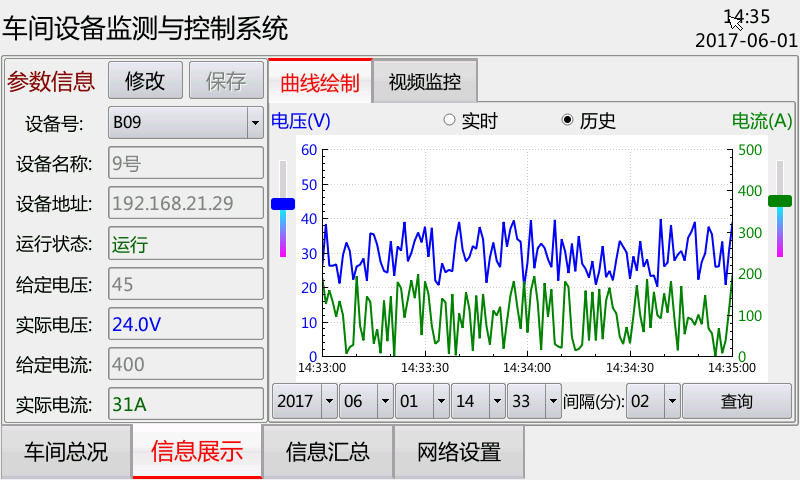 车间设备监测与控制系统
14:35
2017-06-01
参数信息 修改 保存
设备号: B09
设备名称: 9号
设备地址: 192.168.21.29
运行状态: 运行
给定电压: 45
实际电压: 24.0V
给定电流: 400
实际电流: 31A
曲线绘制 视频监控
电压(V) 实时 历史 电流(A)
60 500
50
400
40
300
30
20 200
10 100
0 0
14:33:00 14:33:30 14:34:00 14:34:30 14:35:00
2017 06 01 14 33 间隔(分): 02 查询
车间总况 信息展示 信息汇总 网络设置